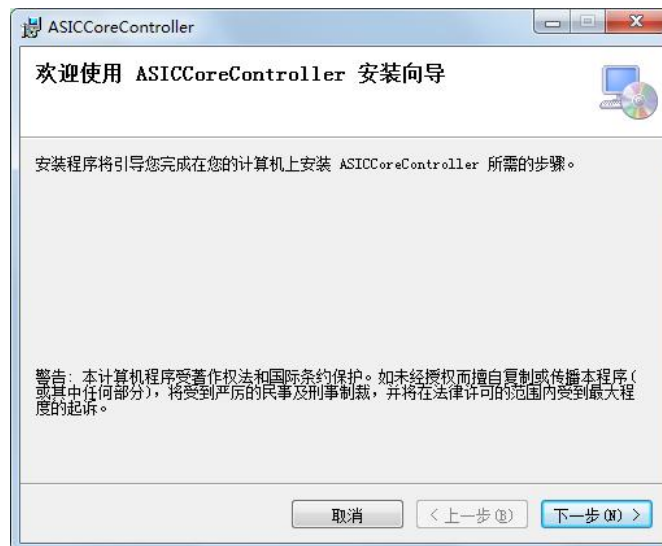 ASICCoreController
欢迎使用 ASICCoreController 安装向导
安装程序将引导您完成在您的计算机上安装 ASICCoreController 所需的步骤。
警告: 本计算机程序受著作权法和国际条约保护。如未经授权而擅自复制或传播本程序(
或其中任何部分), 将受到严厉的民事及刑事制裁, 并将在法律许可的范围内受到最大程
度的起诉。
取消 < 上一步(B) 下一步(N) >